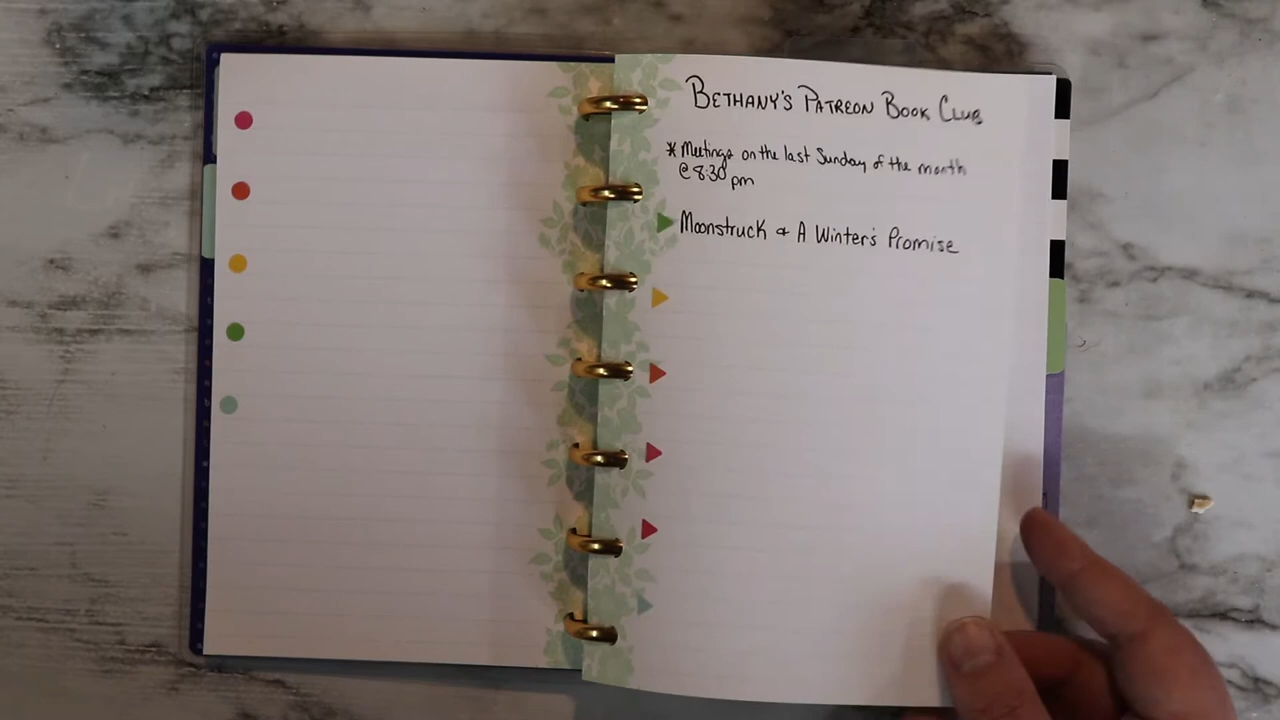 BETHANY'S PATREON BOOK CLUB
* Meetings on the last Sunday of the month
@ 8:30 pm
Moonstruck + A Winter's Promise